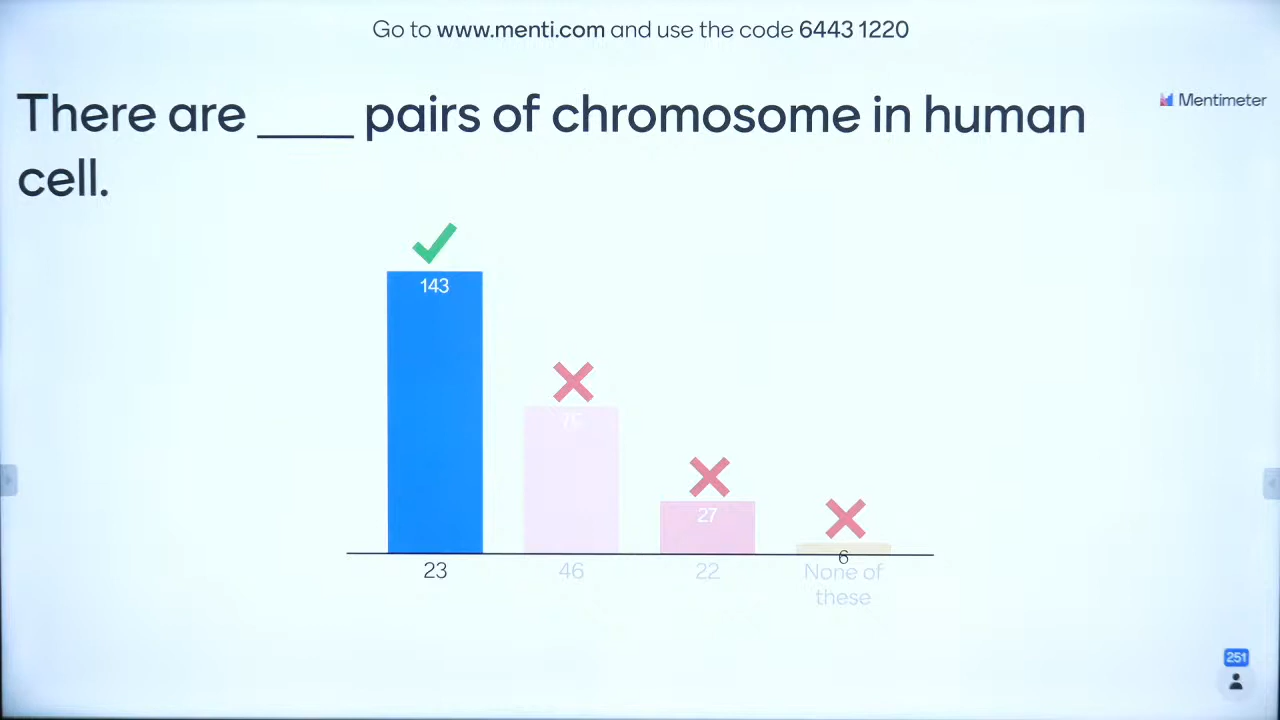 Go to www.menti.com and use the code 6443 1220
There are ____ pairs of chromosome in human
cell.
Mentimeter
143
75
27
6
23
46
22
None of
these
251